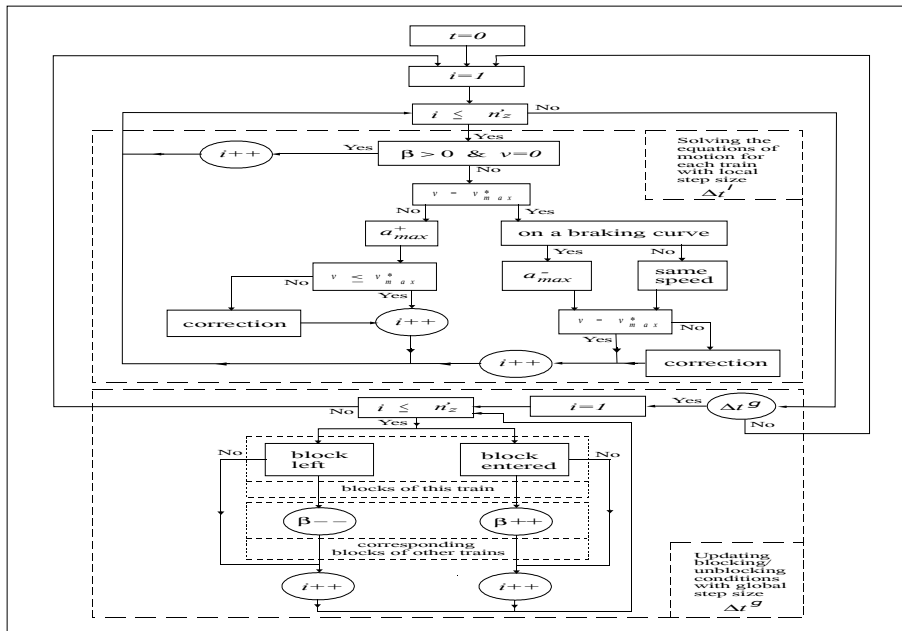 t=0
i=1
i ≤ n'z
No
Yes
Solving the
equations of
motion for
each train
with local
step size
Δt^l
i++
Yes
β > 0 & v=0
No
v = v*max
No
Yes
a+max
on a braking curve
Yes
No
v ≤ v*max
No
Yes
a-max
same
speed
correction
i++
v = v*max
No
Yes
i++
correction
i ≤ n'z
No
Yes
i=1
Yes
Δt^g
No
No
block
left
block
entered
No
blocks of this train
β--
β++
corresponding
blocks of other trains
i++
i++
Updating
blocking/
unblocking
conditions
with global
step size
Δt^g